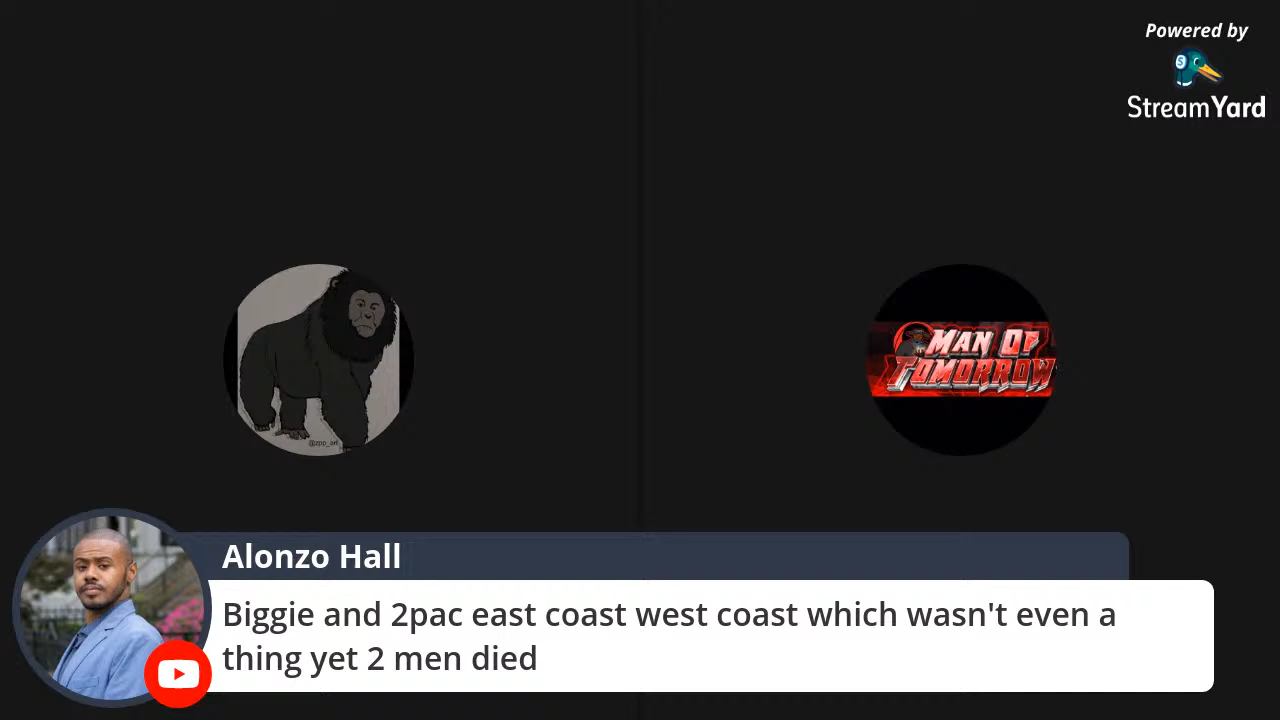 Powered by
StreamYard
MAN OF
TOMORROW
@zpp_art
Alonzo Hall
Biggie and 2pac east coast west coast which wasn't even a
thing yet 2 men died